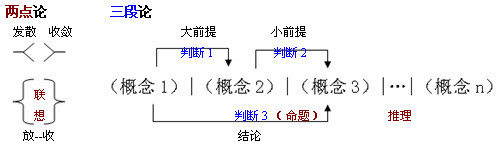 两点论 三段论
发散 收敛 大前提 小前提
判断1 判断2
(概念1)|(概念2)|(概念3)|…|(概念n)
联
想
判断3(命题) 推理
放--收 结论